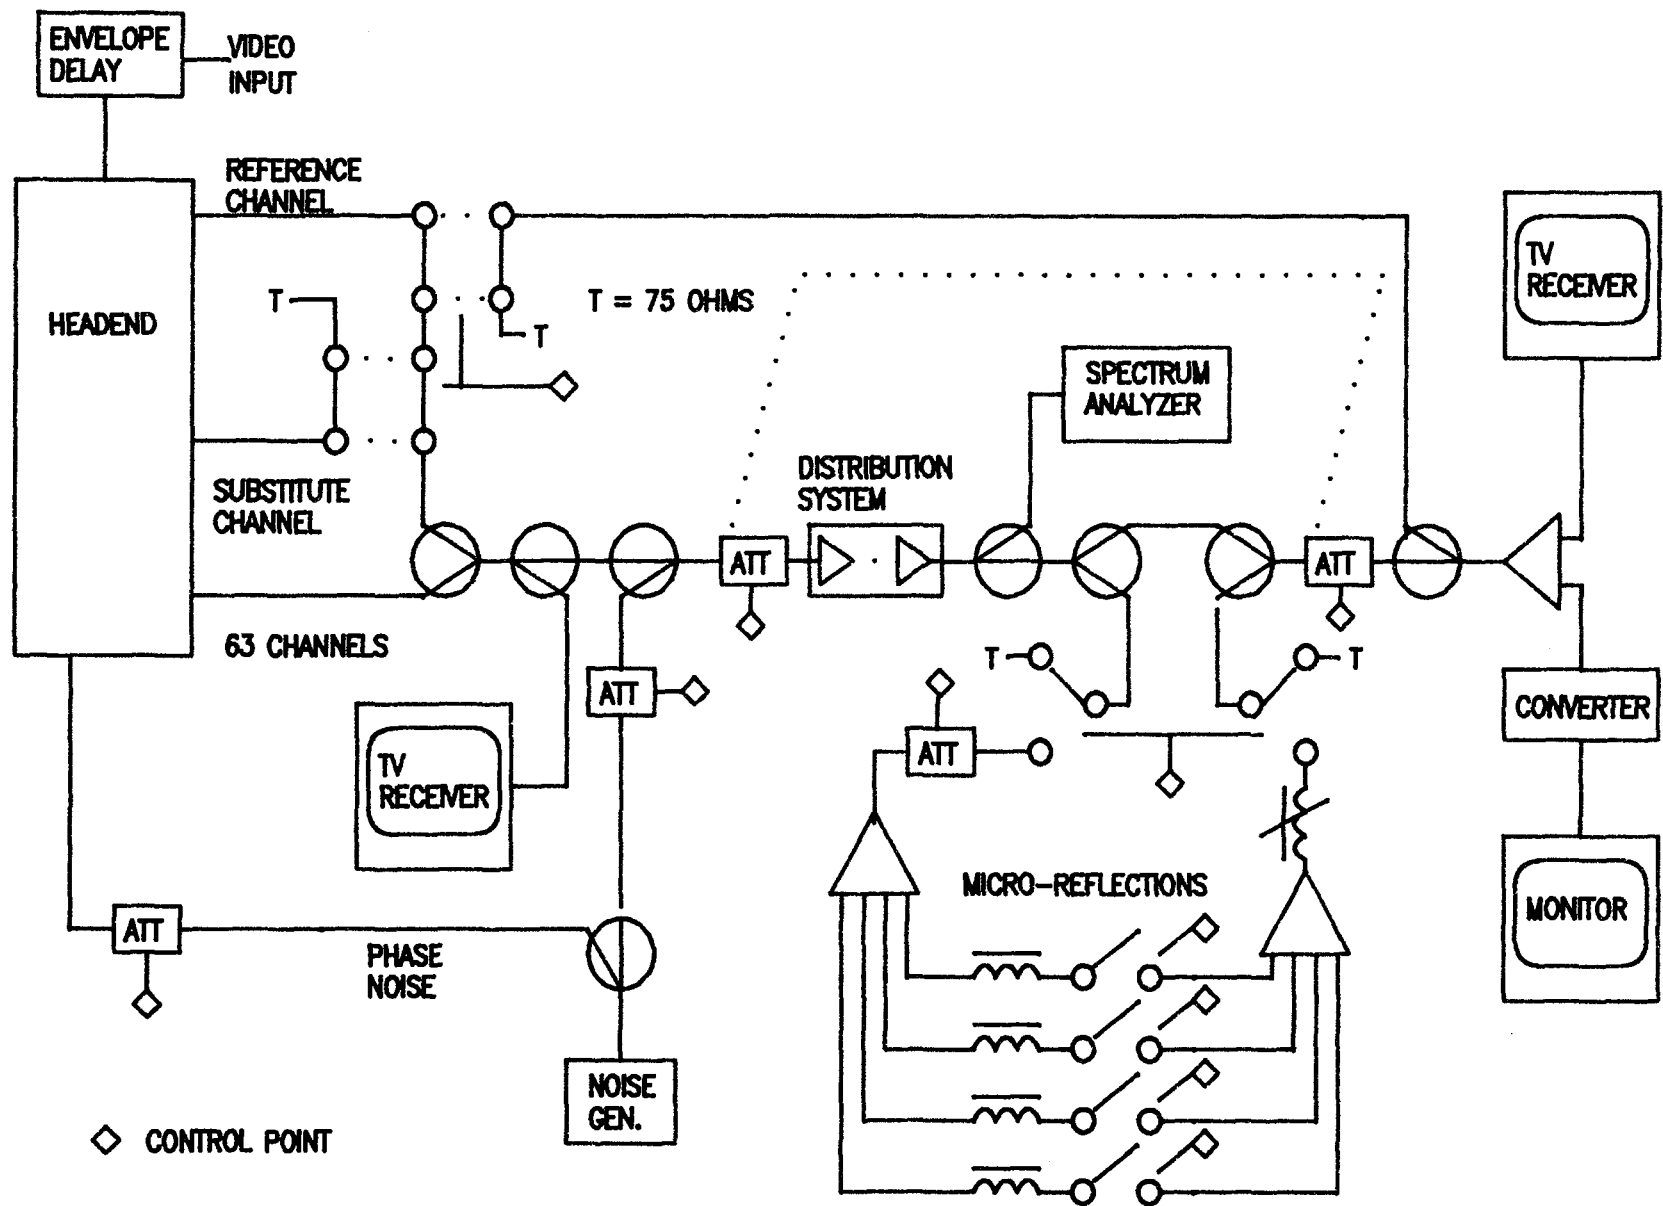 ENVELOPE
DELAY
VIDEO
INPUT
REFERENCE
CHANNEL
HEADEND
T
T
T = 75 OHMS
TV
RECEIVER
SPECTRUM
ANALYZER
DISTRIBUTION
SYSTEM
SUBSTITUTE
CHANNEL
ATT
ATT
63 CHANNELS
ATT
T
T
ATT
CONVERTER
TV
RECEIVER
MICRO-REFLECTIONS
MONITOR
ATT
PHASE
NOISE
NOISE
GEN.
CONTROL POINT